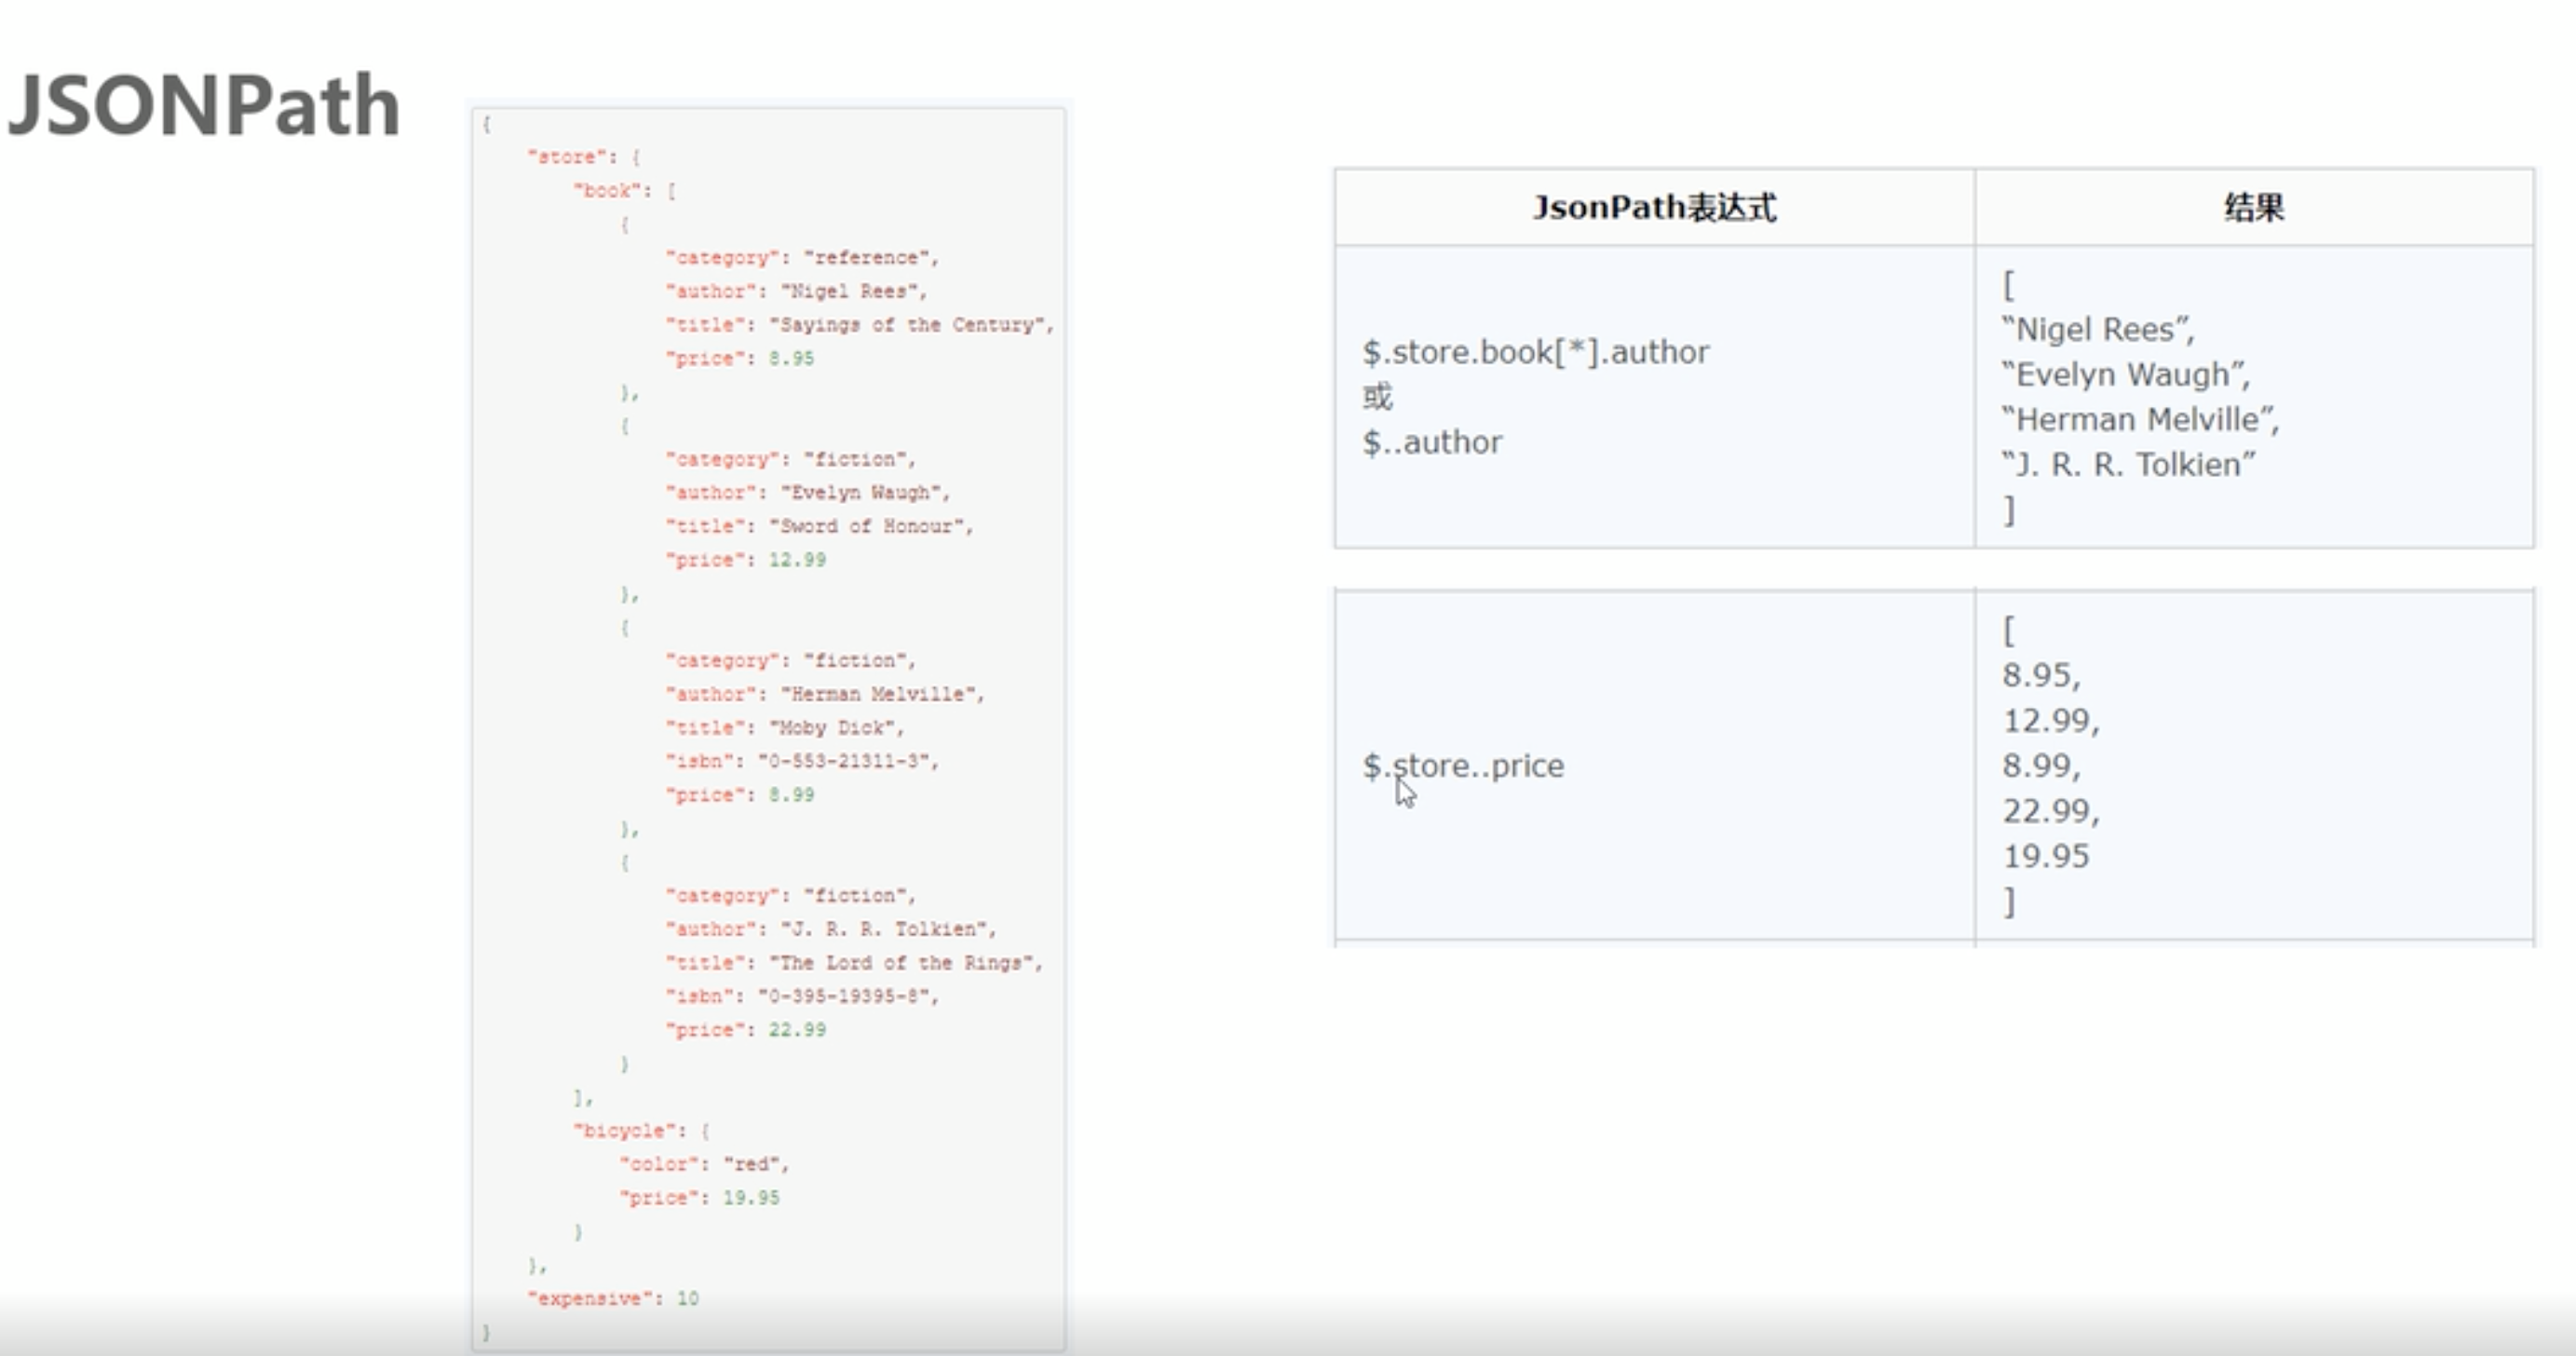 JSONPath
{
"store": {
"book": [
{
"category": "reference",
"author": "Nigel Rees",
"title": "Sayings of the Century",
"price": 8.95
},
{
"category": "fiction",
"author": "Evelyn Waugh",
"title": "Sword of Honour",
"price": 12.99
},
{
"category": "fiction",
"author": "Herman Melville",
"title": "Moby Dick",
"isbn": "0-553-21311-3",
"price": 8.99
},
{
"category": "fiction",
"author": "J. R. R. Tolkien",
"title": "The Lord of the Rings",
"isbn": "0-395-19395-8",
"price": 22.99
}
],
"bicycle": {
"color": "red",
"price": 19.95
}
},
"expensive": 10
}
JsonPath表达式
结果
$.store.book[*].author
或
$..author
[
“Nigel Rees”,
“Evelyn Waugh”,
“Herman Melville”,
“J. R. R. Tolkien”
]
$.store..price
[
8.95,
12.99,
8.99,
22.99,
19.95
]